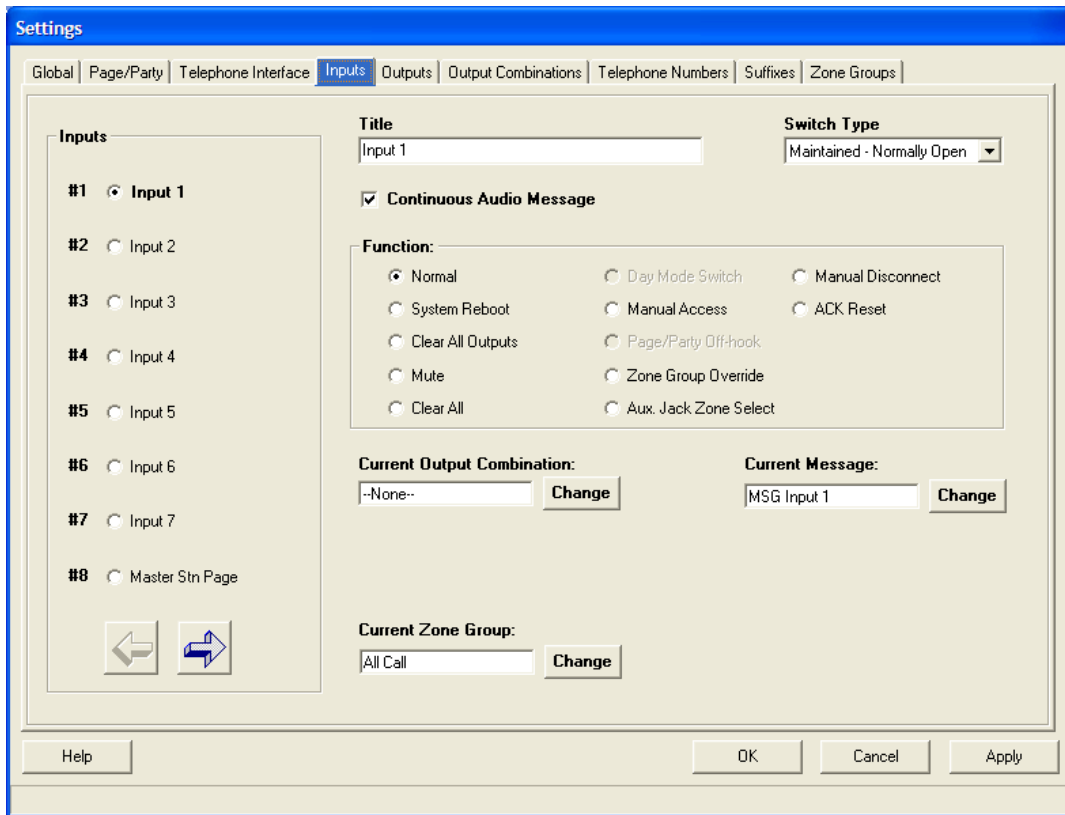 Settings
Global Page/Party Telephone Interface Inputs Outputs Output Combinations Telephone Numbers Suffixes Zone Groups
Inputs
#1 Input 1
#2 Input 2
#3 Input 3
#4 Input 4
#5 Input 5
#6 Input 6
#7 Input 7
#8 Master Stn Page
Title
Input 1
Switch Type
Maintained - Normally Open
Continuous Audio Message
Function:
Normal
System Reboot
Clear All Outputs
Mute
Clear All
Day Mode Switch
Manual Access
Page/Party Off-hook
Zone Group Override
Aux. Jack Zone Select
Manual Disconnect
ACK Reset
Current Output Combination:
--None-- Change
Current Message:
MSG Input 1 Change
Current Zone Group:
All Call Change
Help OK Cancel Apply